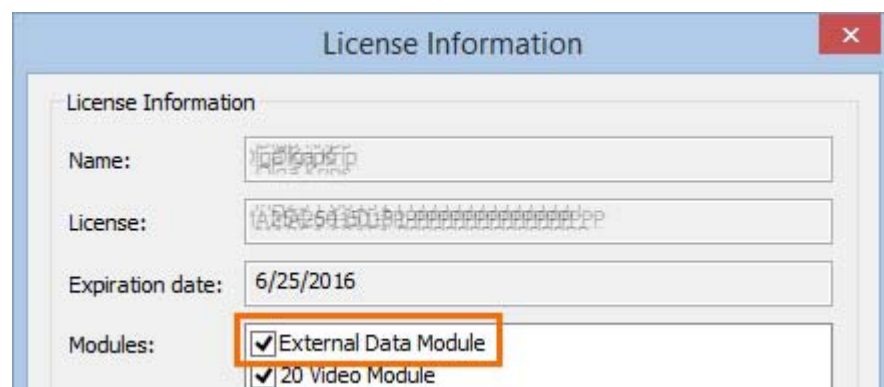 License Information
License Information
Name:
License:
Expiration date: 6/25/2016
Modules: External Data Module
20 Video Module